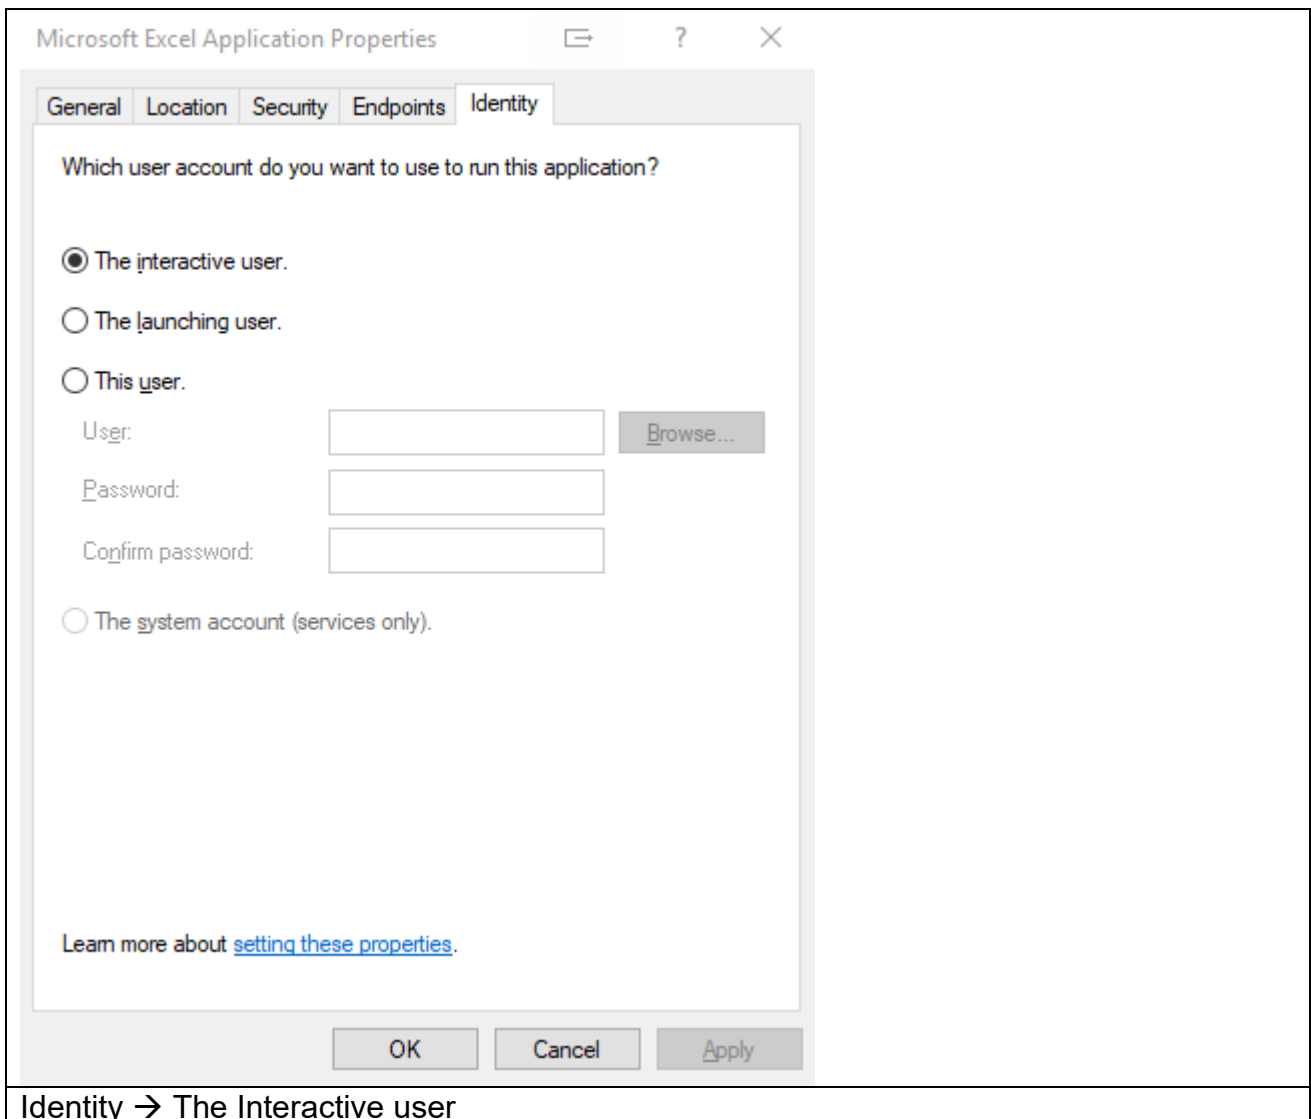 Microsoft Excel Application Properties ?
General Location Security Endpoints Identity
Which user account do you want to use to run this application?
The interactive user.
The launching user.
This user.
User: Browse...
Password:
Confirm password:
The system account (services only).
Learn more about setting these properties.
OK Cancel Apply
Identity → The Interactive user